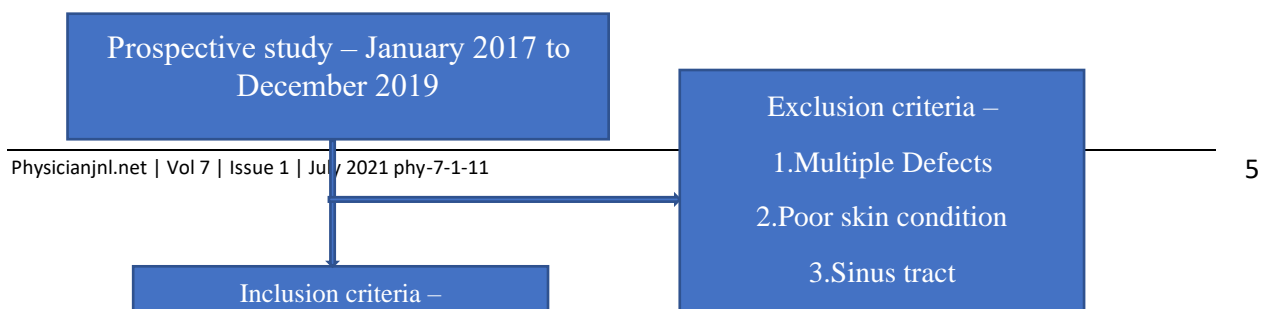 Prospective study – January 2017 to
December 2019
Exclusion criteria –
1.Multiple Defects
2.Poor skin condition
3.Sinus tract
Physicianjnl.net | Vol 7 | Issue 1 | July 2021 phy-7-1-11
5
Inclusion criteria –